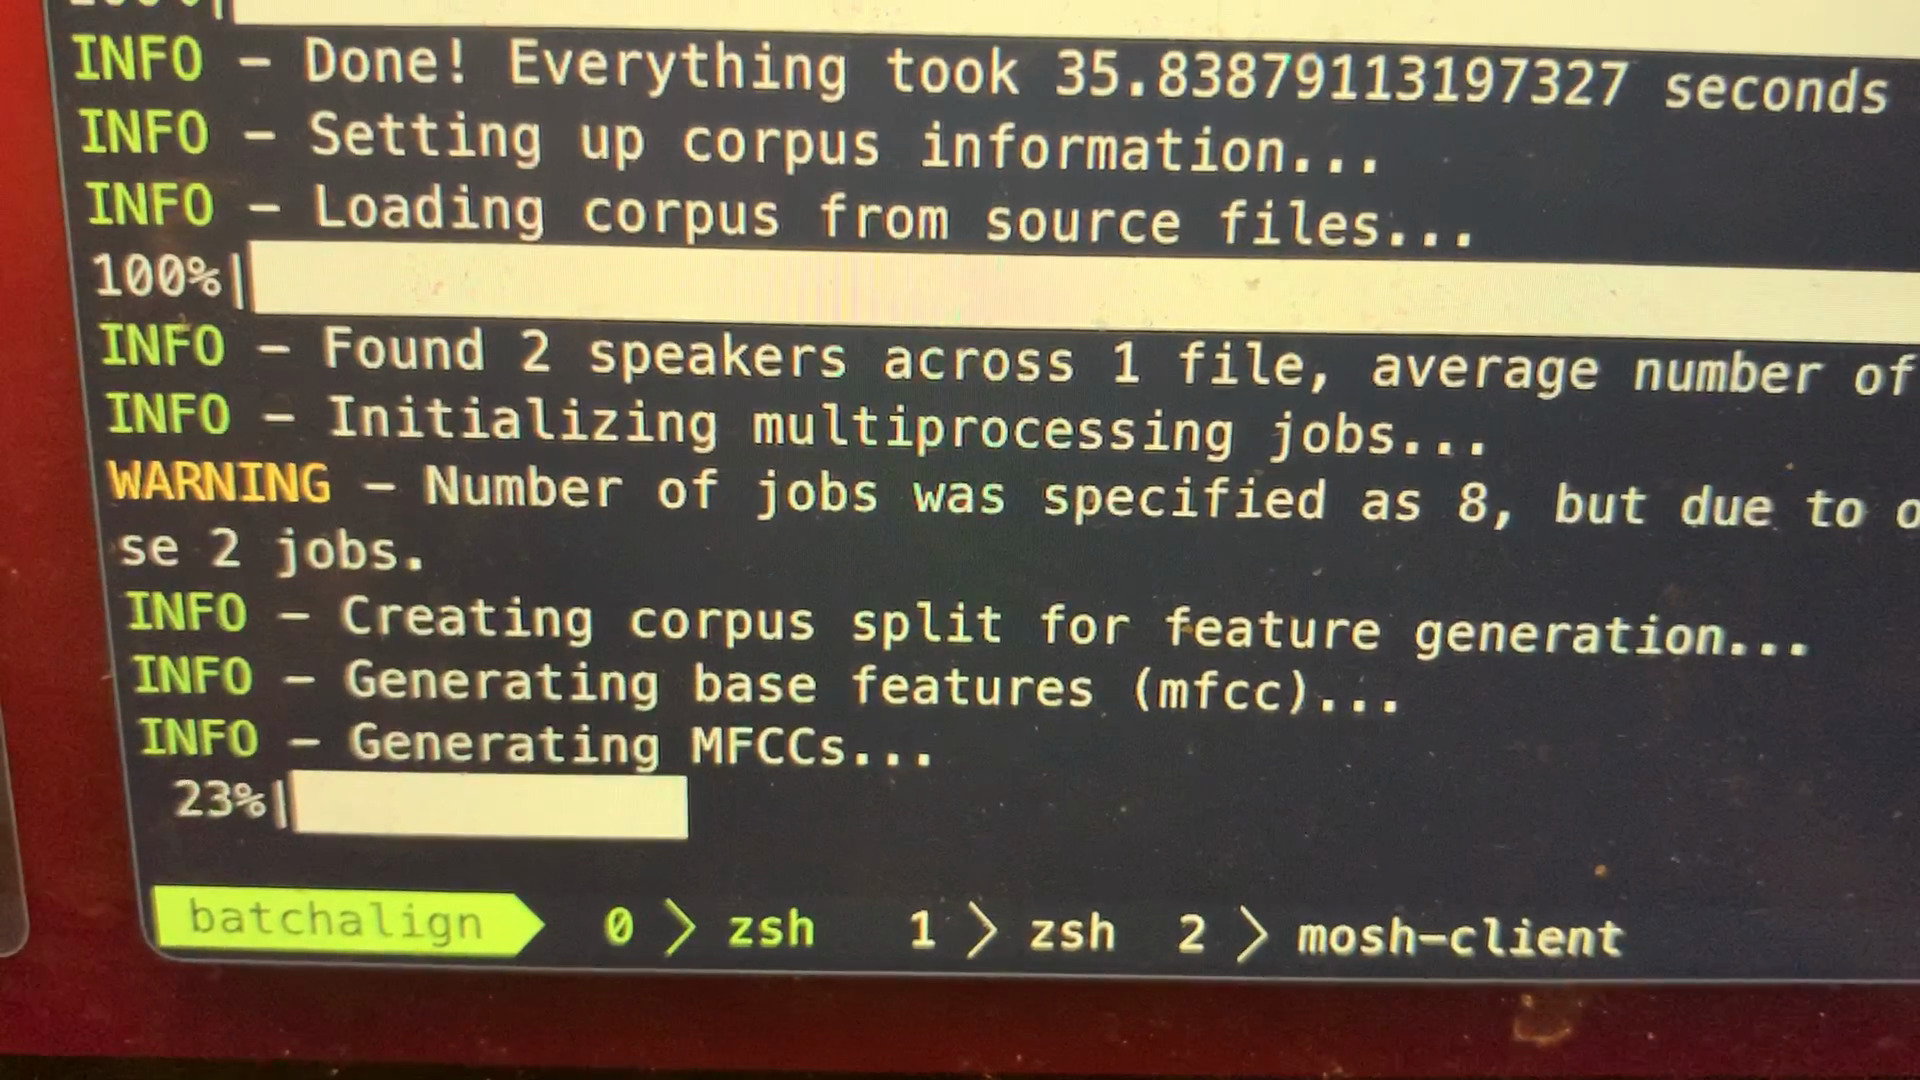 INFO - Done! Everything took 35.83879113197327 seconds
INFO - Setting up corpus information...
INFO - Loading corpus from source files...
100%|
INFO - Found 2 speakers across 1 file, average number of
INFO - Initializing multiprocessing jobs...
WARNING - Number of jobs was specified as 8, but due to
se 2 jobs.
INFO - Creating corpus split for feature generation...
INFO - Generating base features (mfcc)...
INFO - Generating MFCCs...
23%|
batchalign 0 > zsh 1 > zsh 2 > mosh-client